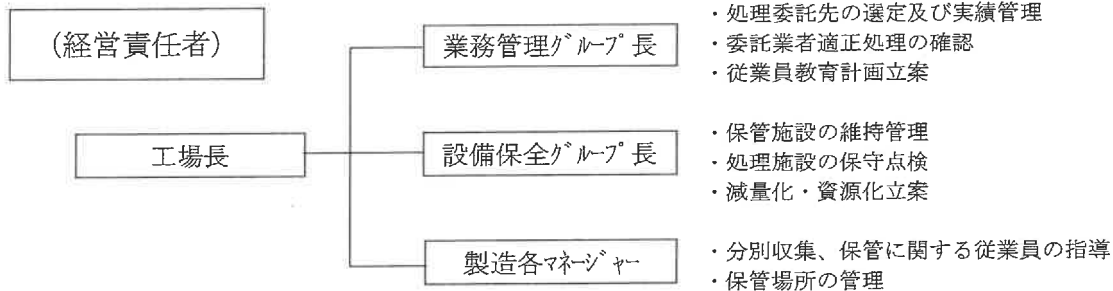 (経営責任者)
工場長
業務管理ｸﾞﾙｰﾌﾟ長
・処理委託先の選定及び実績管理
・委託業者適正処理の確認
・従業員教育計画立案
設備保全ｸﾞﾙｰﾌﾟ長
・保管施設の維持管理
・処理施設の保守点検
・減量化・資源化立案
製造各ﾏﾈｰｼﾞｬｰ
・分別収集、保管に関する従業員の指導
・保管場所の管理